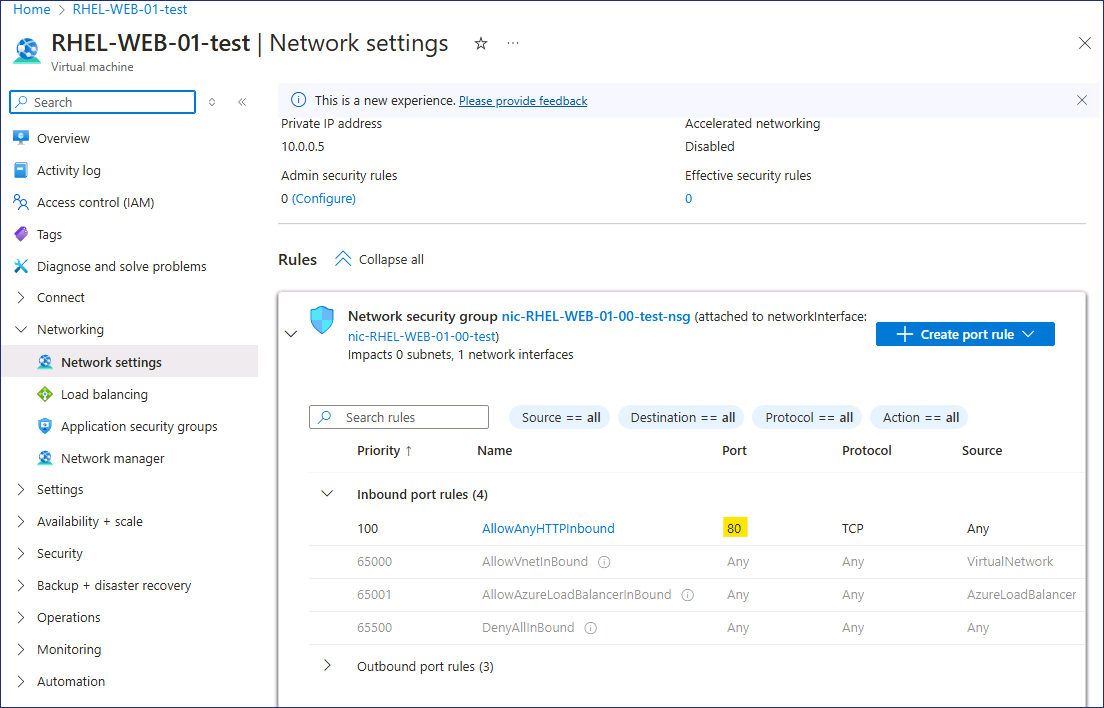 Home > RHEL-WEB-01-test
RHEL-WEB-01-test | Network settings
Virtual machine
Search
This is a new experience. Please provide feedback
Overview
Activity log
Access control (IAM)
Tags
Diagnose and solve problems
Connect
Networking
Network settings
Load balancing
Application security groups
Network manager
Settings
Availability + scale
Security
Backup + disaster recovery
Operations
Monitoring
Automation
Private IP address
10.0.0.5
Accelerated networking
Disabled
Admin security rules
0 (Configure)
Effective security rules
0
Rules
Collapse all
Network security group nic-RHEL-WEB-01-00-test-nsg (attached to networkInterface:
nic-RHEL-WEB-01-00-test)
Impacts 0 subnets, 1 network interfaces
Create port rule
Search rules
Source == all
Destination == all
Protocol == all
Action == all
Priority ↑ Name Port Protocol Source
Inbound port rules (4)
100 AllowAnyHTTPInbound 80 TCP Any
65000 AllowVnetInBound Any Any VirtualNetwork
65001 AllowAzureLoadBalancerInBound Any Any AzureLoadBalancer
65500 DenyAllInBound Any Any Any
Outbound port rules (3)